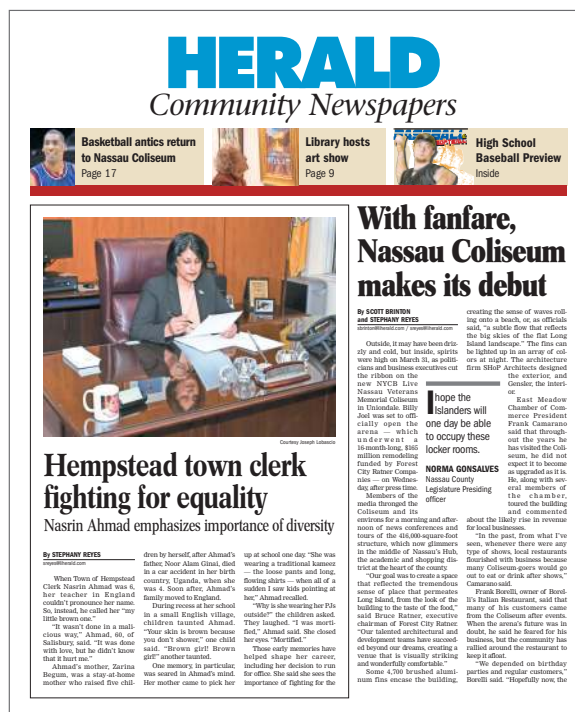 HERALD
Community Newspapers
Basketball antics return
to Nassau Coliseum
Page 17
Library hosts
art show
Page 9
High School
Baseball Preview
Inside
Courtesy Joseph Lobascio
Hempstead town clerk
fighting for equality
Nasrin Ahmad emphasizes importance of diversity
By STEPHANY REYES
sreyes@liherald.com
When Town of Hempstead
Clerk Nasrin Ahmad was 6,
her teacher in England
couldn't pronounce her name.
So, instead, he called her "my
little brown one."
"It wasn't done in a mali-
cious way," Ahmad, 60, of
Salisbury, said. "It was done
with love, but he didn't know
that it hurt me."
Ahmad's mother, Zarina
Begum, was a stay-at-home
mother who raised five chil-
dren by herself, after Ahmad's
father, Noor Alam Ginai, died
in a car accident in her birth
country, Uganda, when she
was 4. Soon after, Ahmad's
family moved to England.
During recess at her school
in a small English village,
children taunted Ahmad.
"Your skin is brown because
you don't shower," one child
said. "Brown girl! Brown
girl!" another taunted.
One memory, in particular,
was seared in Ahmad's mind.
Her mother came to pick her
up at school one day. "She was
wearing a traditional kameez
— the loose pants and long,
flowing shirts — when all of a
sudden I saw kids pointing at
her," Ahmad recalled.
"Why is she wearing her PJs
outside?" the children asked.
They laughed. "I was morti-
fied," Ahmad said. She closed
her eyes. "Mortified."
Those early memories have
helped shape her career,
including her decision to run
for office. She said she sees the
importance of fighting for the
With fanfare,
Nassau Coliseum
makes its debut
By SCOTT BRINTON
and STEPHANY REYES
sbrinton@liherald.com / sreyes@liherald.com
Outside, it may have been driz-
zly and cold, but inside, spirits
were high on March 31, as politi-
cians and business executives cut
the ribbon on the
new NYCB Live
Nassau Veterans
Memorial Coliseum
in Uniondale. Billy
Joel was set to offi-
cially open the
arena — which
underwent a
16-month-long, $165
million remodeling
funded by Forest
City Ratner Compa-
nies — on Wednes-
day, after press time.
Members of the
media thronged the
Coliseum and its
environs for a morning and after-
noon of news conferences and
tours of the 416,000-square-foot
structure, which now glimmers
in the middle of Nassau's Hub,
the academic and shopping dis-
trict at the heart of the county.
"Our goal was to create a space
that reflected the tremendous
sense of place that permeates
Long Island, from the look of the
building to the taste of the food,"
said Bruce Ratner, executive
chairman of Forest City Ratner.
"Our talented architectural and
development teams have succeed-
ed beyond our dreams, creating a
venue that is visually striking
and wonderfully comfortable."
Some 4,700 brushed alumi-
num fins encase the building,
I hope the
Islanders will
one day be able
to occupy these
locker rooms.
NORMA GONSALVES
Nassau County
Legislature Presiding
officer
creating the sense of waves roll-
ing onto a beach, or, as officials
said, "a subtle flow that reflects
the big skies of the flat Long
Island landscape." The fins can
be lighted up in an array of col-
ors at night. The architecture
firm SHoP Architects designed
the exterior, and
Gensler, the interi-
or.
East Meadow
Chamber of Com-
merce President
Frank Camarano
said that through-
out the years he
has visited the Coli-
seum, he did not
expect it to become
as upgraded as it is.
He, along with sev-
eral members of
the chamber,
toured the building
and commented
about the likely rise in revenue
for local businesses.
"In the past, from what I've
seen, whenever there were any
type of shows, local restaurants
flourished with business because
many Coliseum-goers would go
out to eat or drink after shows,"
Camarano said.
Frank Borelli, owner of Borel-
li's Italian Restaurant, said that
many of his customers came
from the Coliseum after events.
When the arena's future was in
doubt, he said he feared for his
business, but the community has
rallied around the restaurant to
keep it afloat.
"We depended on birthday
parties and regular customers,"
Borelli said. "Hopefully now, the